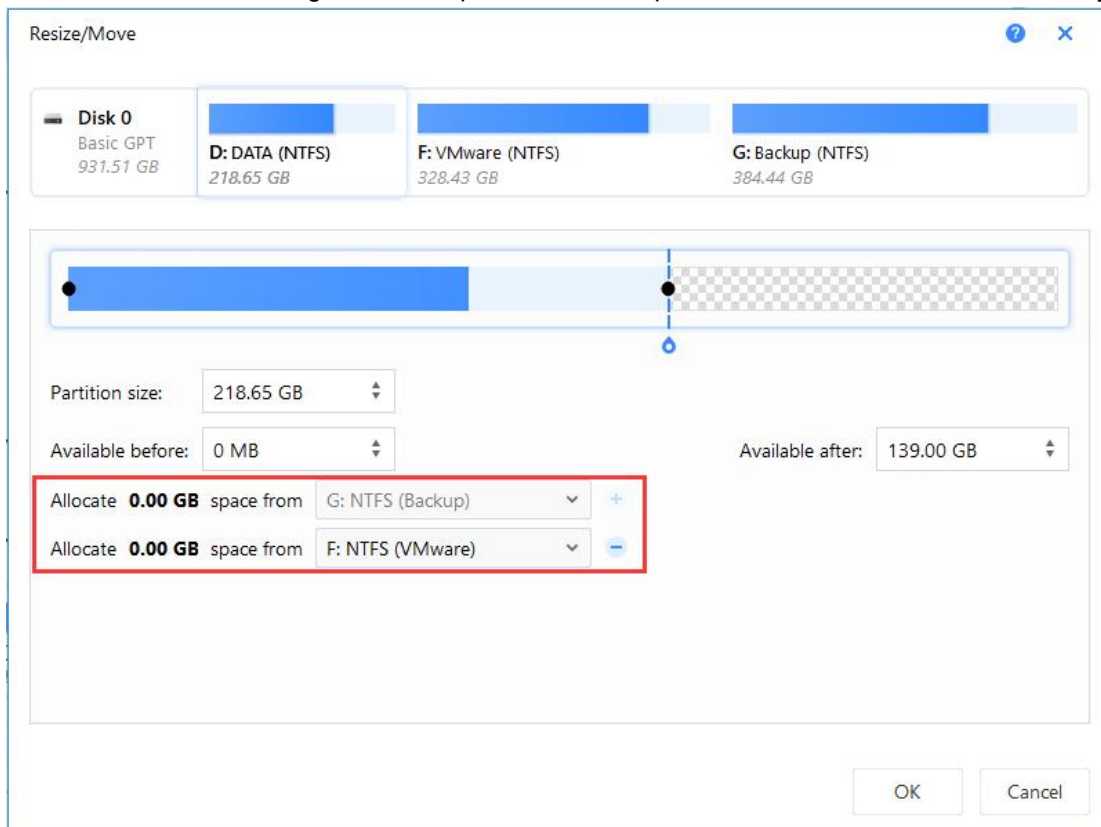 Resize/Move
Disk 0
Basic GPT
931.51 GB
D: DATA (NTFS)
218.65 GB
F: VMware (NTFS)
328.43 GB
G: Backup (NTFS)
384.44 GB
Partition size: 218.65 GB
Available before: 0 MB
Available after: 139.00 GB
Allocate 0.00 GB space from G: NTFS (Backup)
Allocate 0.00 GB space from F: NTFS (VMware)
OK
Cancel